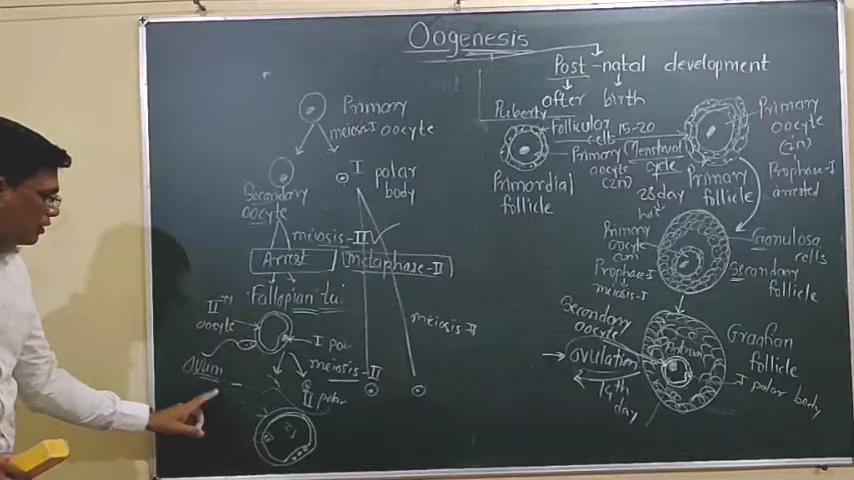 Oogenesis
Post-natal development
after birth
Primary
oocyte
meiosis-I
Secondary
oocyte
I polar
body
meiosis-II
Arrest
metaphase-II
Fallopian
II
oocyte
I polar
Ovum
meiosis-II
II polar
meiosis-II
Puberty
Follicular
cell
15-20
Menstrual
cycle
28 day
Primary
oocyte
(2n)
Primordial
follicle
Primary
oocyte
(2n)
Prophase-I
arrested
Primary
follicle
Primary
oocyte
Prophase-I
meiosis-I
Granulosa
cells
Secondary
follicle
Secondary
oocyte
ovulation
14th
day
Antrum
Graafian
follicle
I polar body